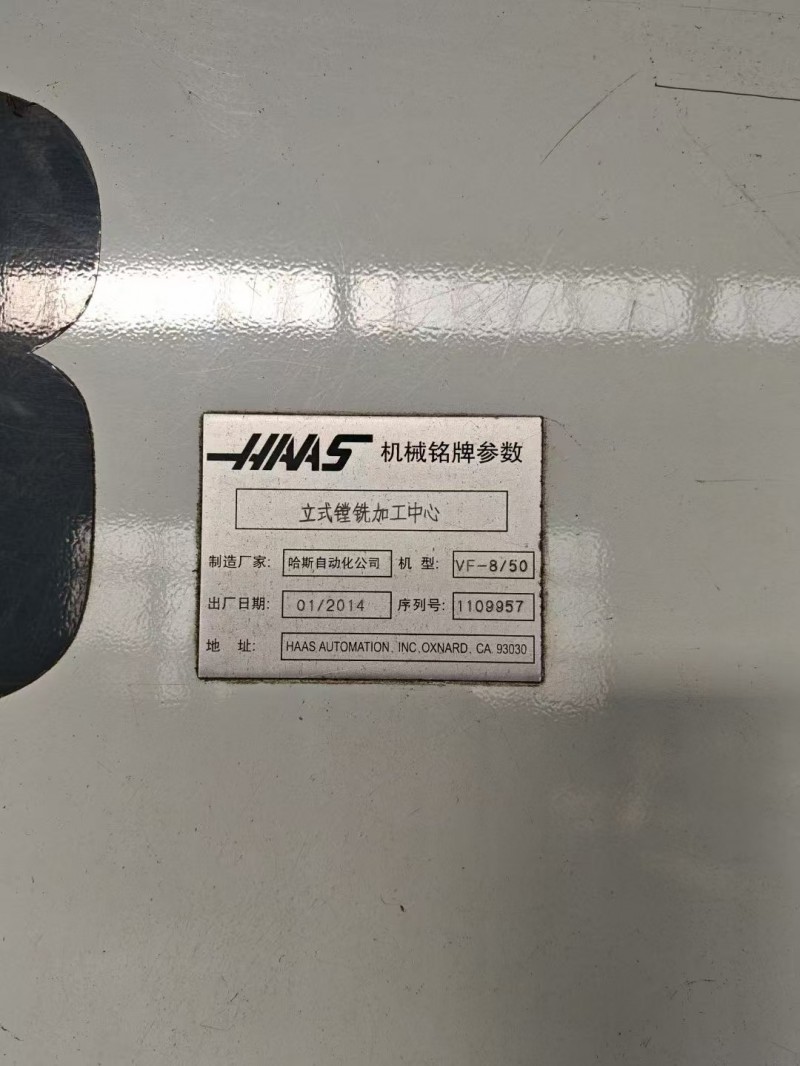 HAAS 机械铭牌参数
立式镗铣加工中心
制造厂家: 哈斯自动化公司 机 型: VF-8/50
出厂日期: 01/2014 序列号: 1109957
地 址: HAAS AUTOMATION, INC,OXNARD, CA 93030